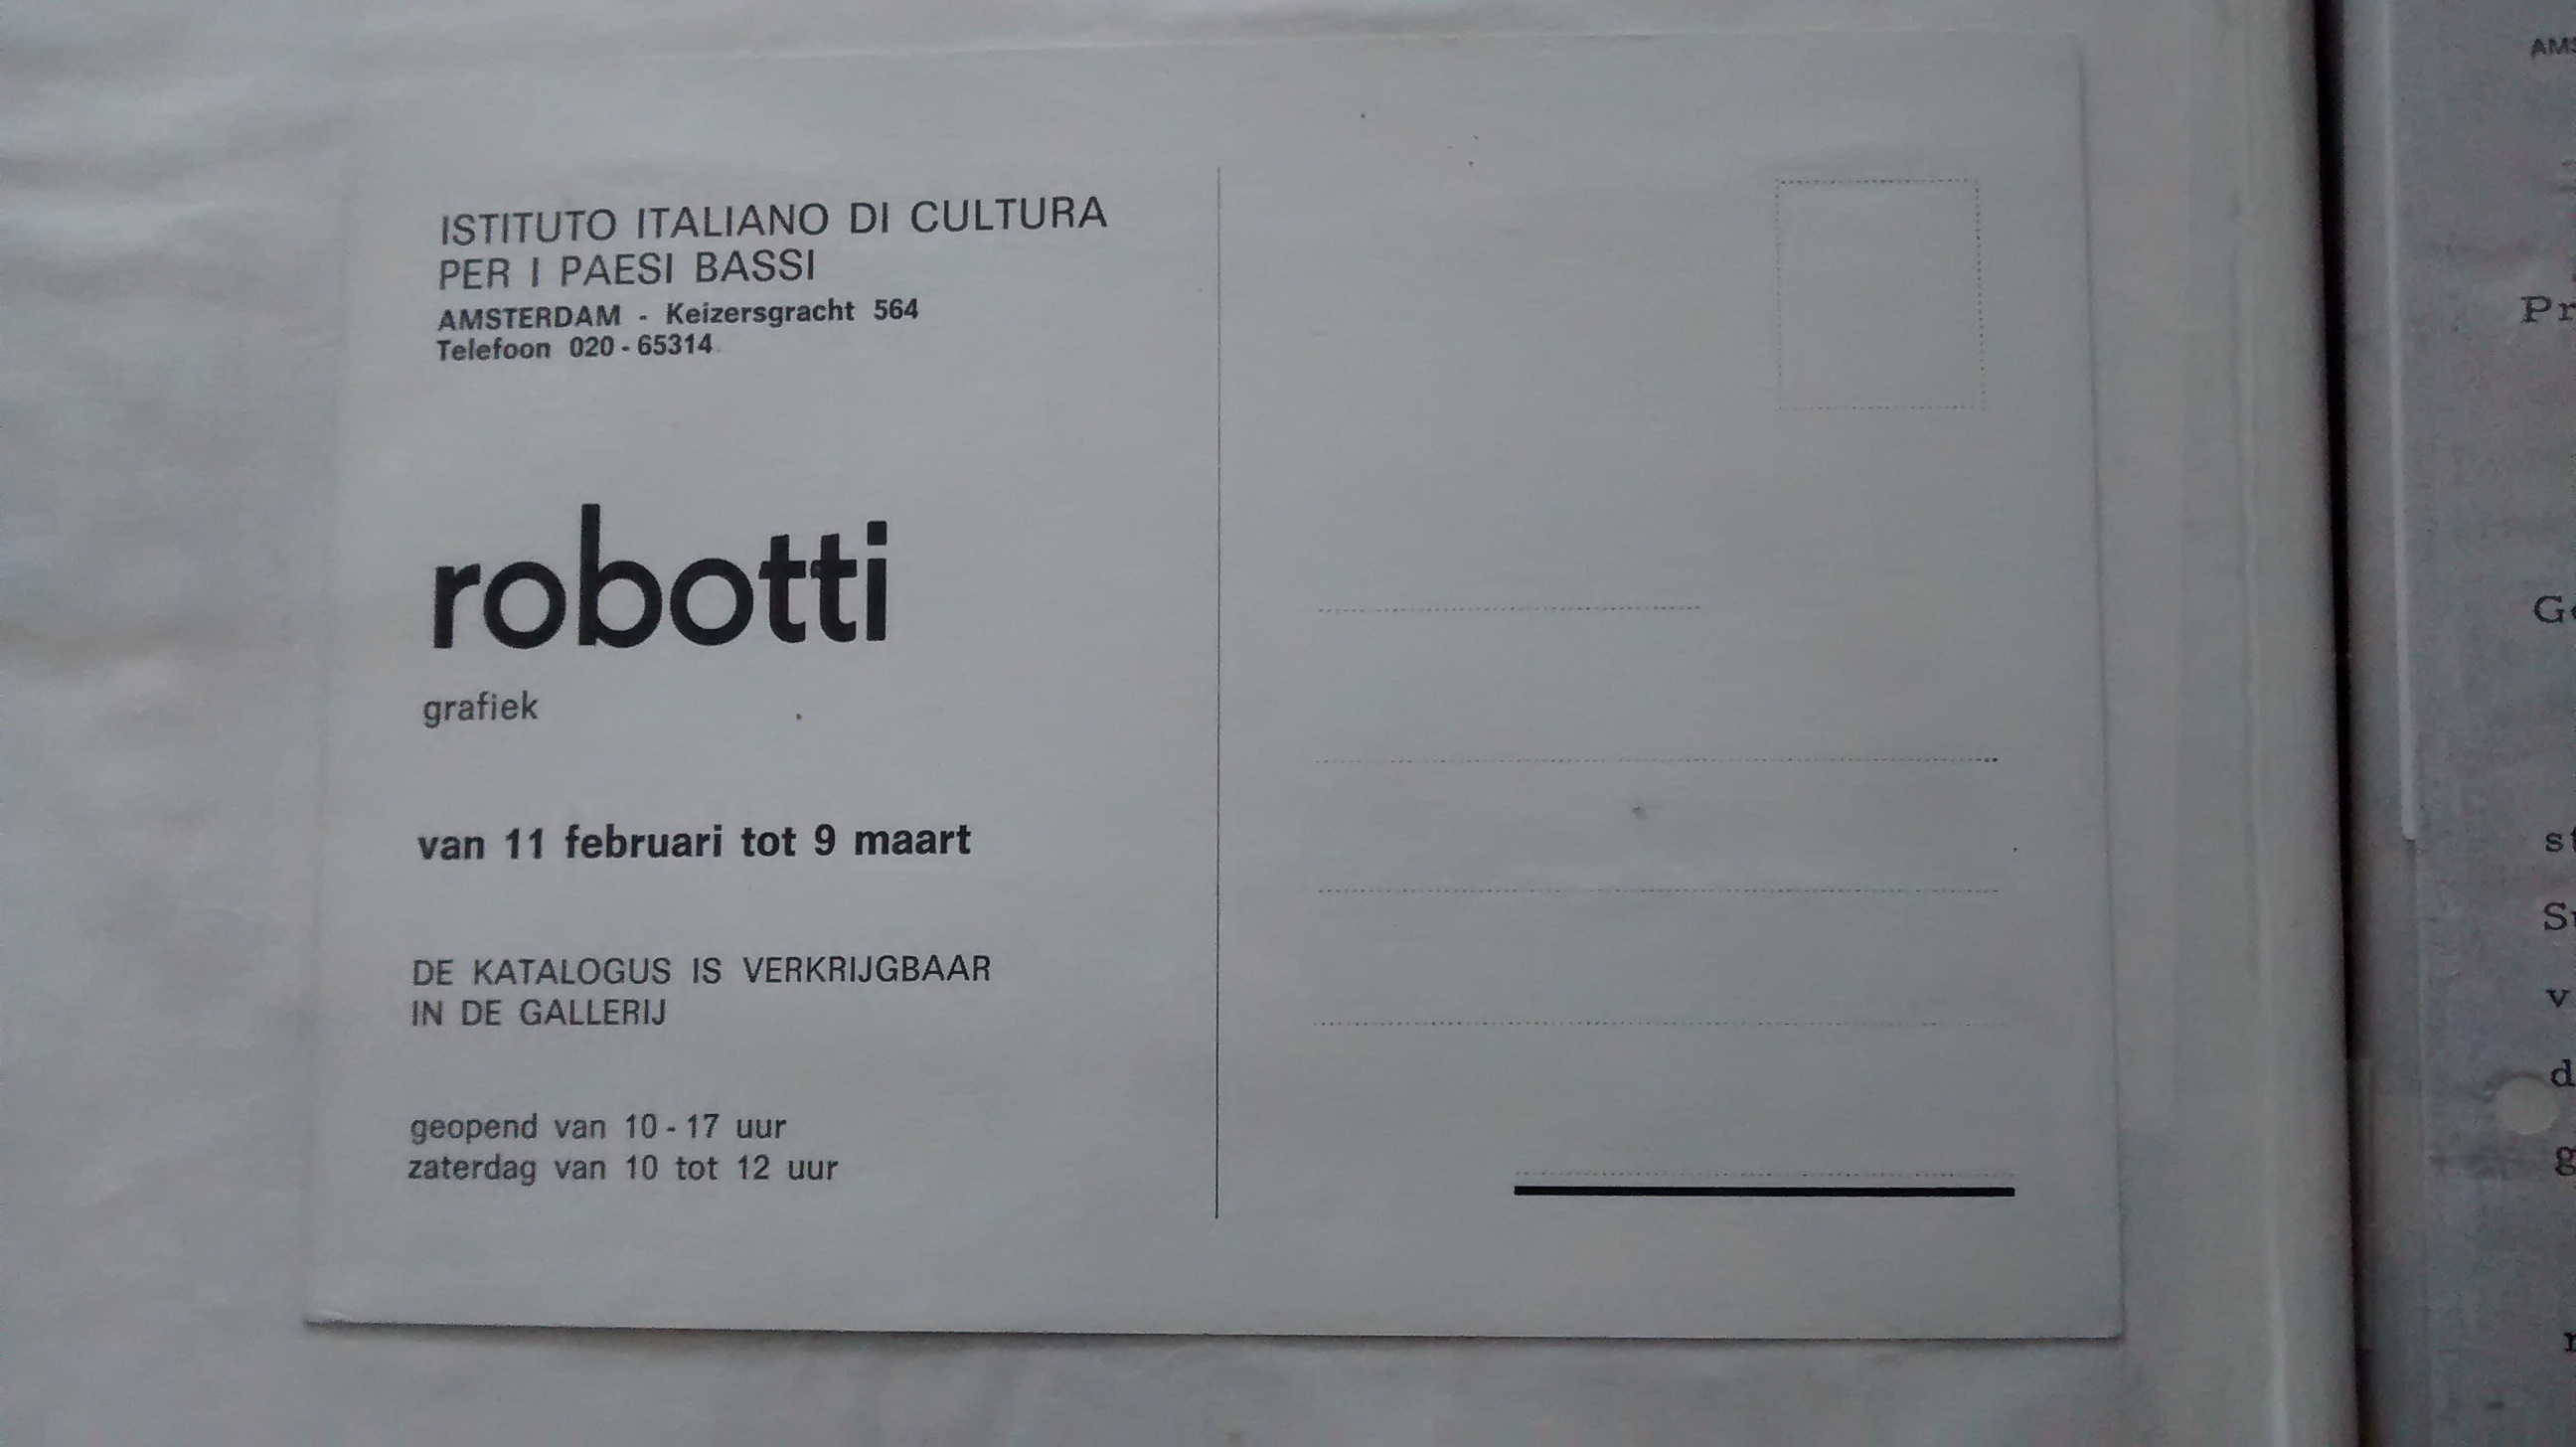 ISTITUTO ITALIANO DI CULTURA
PER I PAESI BASSI
AMSTERDAM - Keizersgracht 564
Telefoon 020 - 65314
robotti
grafiek
van 11 februari tot 9 maart
DE KATALOGUS IS VERKRIJGBAAR
IN DE GALLERIJ
geopend van 10 - 17 uur
zaterdag van 10 tot 12 uur